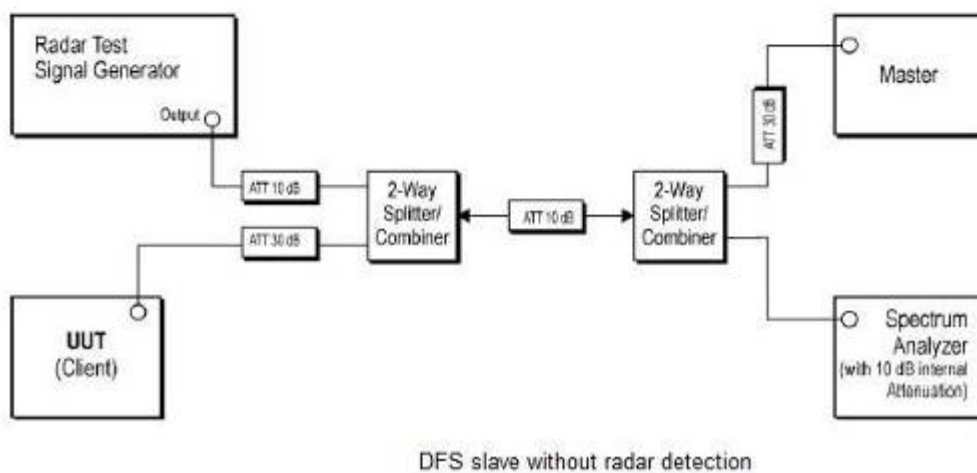 Radar Test
Signal Generator
Output
ATT 10 dB
2-Way
Splitter/
Combiner
ATT 30 dB
ATT 10 dB
2-Way
Splitter/
Combiner
ATT 30 dB
Master
UUT
(Client)
Spectrum
Analyzer
(with 10 dB internal
Attenuation)
DFS slave without radar detection